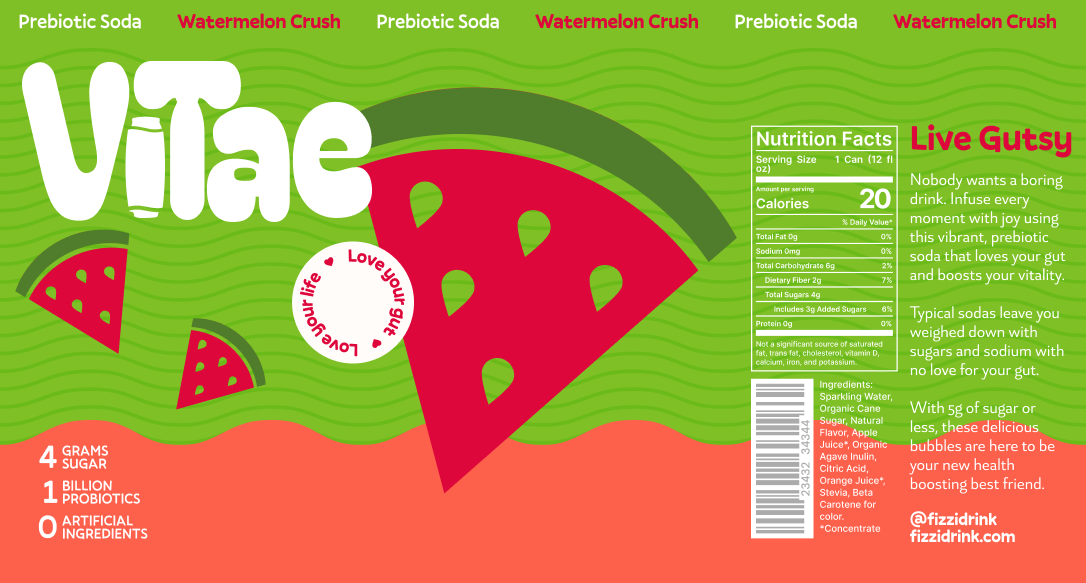 Prebiotic Soda Watermelon Crush Prebiotic Soda Watermelon Crush Prebiotic Soda Watermelon Crush
Vitae
Love your gut
Love your life
4 GRAMS
SUGAR
1 BILLION
PROBIOTICS
0 ARTIFICIAL
INGREDIENTS
Nutrition Facts
Serving Size 1 Can (12 fl
oz)
Amount per serving
Calories 20
% Daily Value*
Total Fat 0g 0%
Sodium 0mg 0%
Total Carbohydrate 6g 2%
Dietary Fiber 2g 7%
Total Sugars 4g
Includes 3g Added Sugars 6%
Protein 0g 0%
Not a significant source of saturated
fat, trans fat, cholesterol, vitamin D,
calcium, iron, and potassium.
23432 34344
Ingredients:
Sparkling Water,
Organic Cane
Sugar, Natural
Flavor, Apple
Juice*, Organic
Agave Inulin,
Citric Acid,
Orange Juice*,
Stevia, Beta
Carotene for
color.
*Concentrate
Live Gutsy
Nobody wants a boring
drink. Infuse every
moment with joy using
this vibrant, prebiotic
soda that loves your gut
and boosts your vitality.
Typical sodas leave you
weighed down with
sugars and sodium with
no love for your gut.
With 5g of sugar or
less, these delicious
bubbles are here to be
your new health
boosting best friend.
@fizzidrink
fizzidrink.com